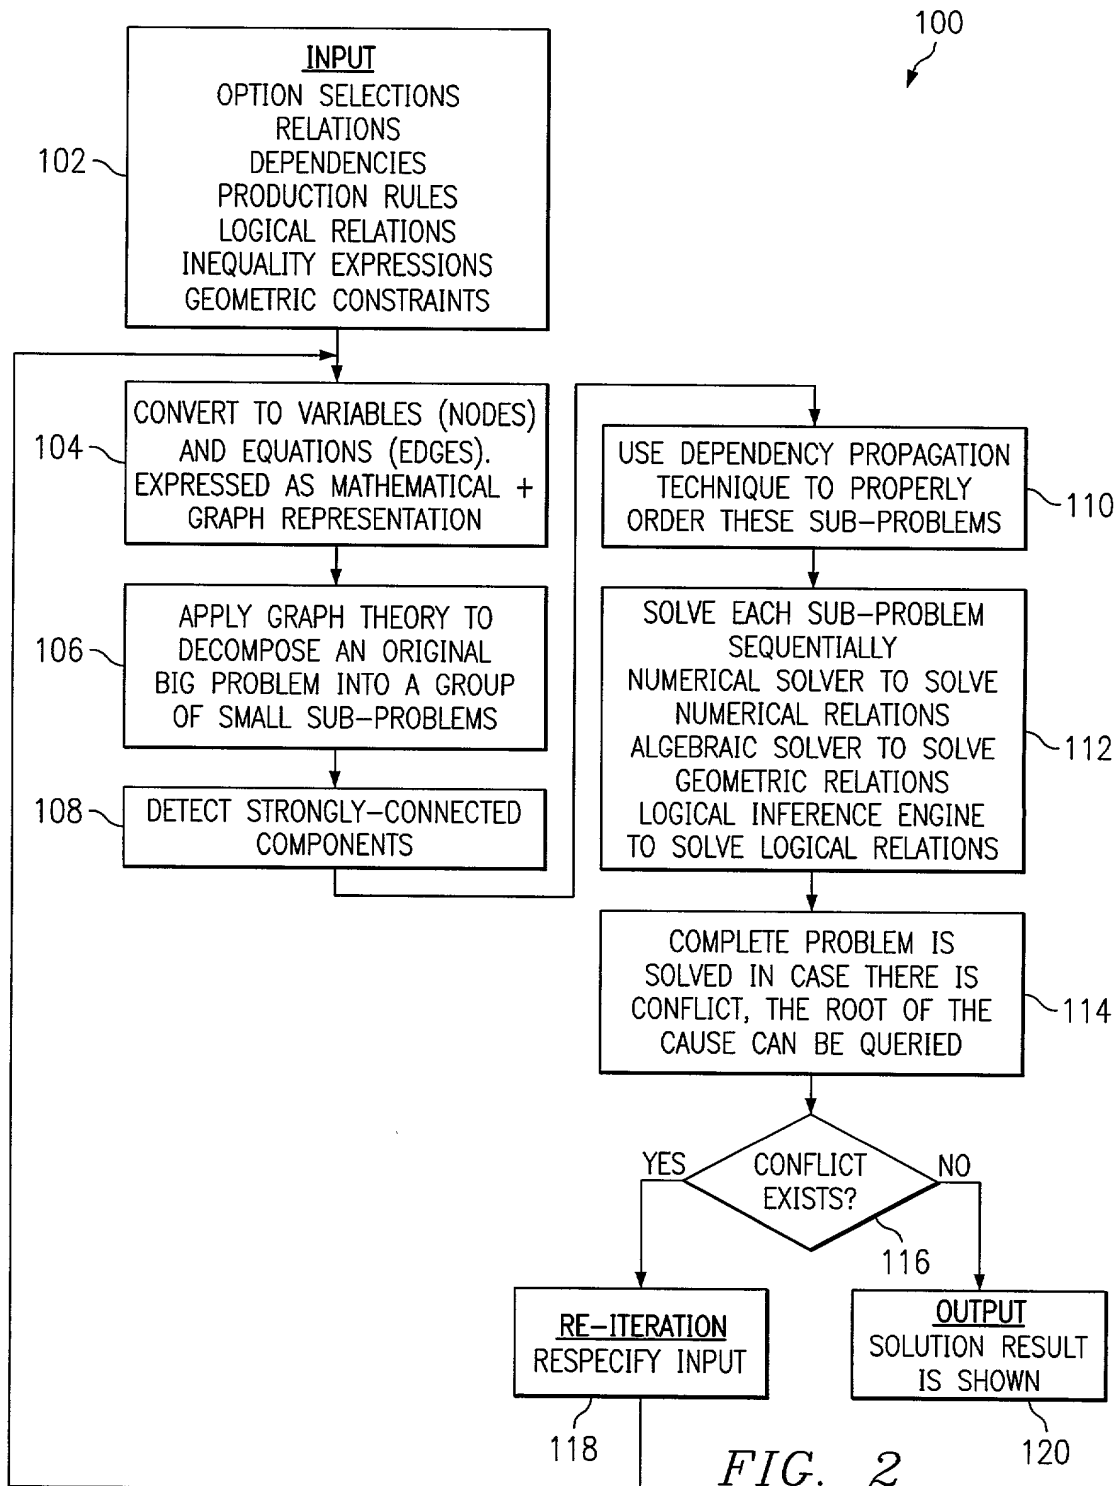 100
INPUT
OPTION SELECTIONS
RELATIONS
DEPENDENCIES
PRODUCTION RULES
LOGICAL RELATIONS
INEQUALITY EXPRESSIONS
GEOMETRIC CONSTRAINTS
102
CONVERT TO VARIABLES (NODES)
AND EQUATIONS (EDGES).
EXPRESSED AS MATHEMATICAL +
GRAPH REPRESENTATION
104
APPLY GRAPH THEORY TO
DECOMPOSE AN ORIGINAL
BIG PROBLEM INTO A GROUP
OF SMALL SUB-PROBLEMS
106
DETECT STRONGLY-CONNECTED
COMPONENTS
108
USE DEPENDENCY PROPAGATION
TECHNIQUE TO PROPERLY
ORDER THESE SUB-PROBLEMS
110
SOLVE EACH SUB-PROBLEM
SEQUENTIALLY
NUMERICAL SOLVER TO SOLVE
NUMERICAL RELATIONS
ALGEBRAIC SOLVER TO SOLVE
GEOMETRIC RELATIONS
LOGICAL INFERENCE ENGINE
TO SOLVE LOGICAL RELATIONS
112
COMPLETE PROBLEM IS
SOLVED IN CASE THERE IS
CONFLICT, THE ROOT OF THE
CAUSE CAN BE QUERIED
114
YES
CONFLICT
EXISTS?
NO
116
RE-ITERATION
RESPECIFY INPUT
118
OUTPUT
SOLUTION RESULT
IS SHOWN
120
FIG. 2